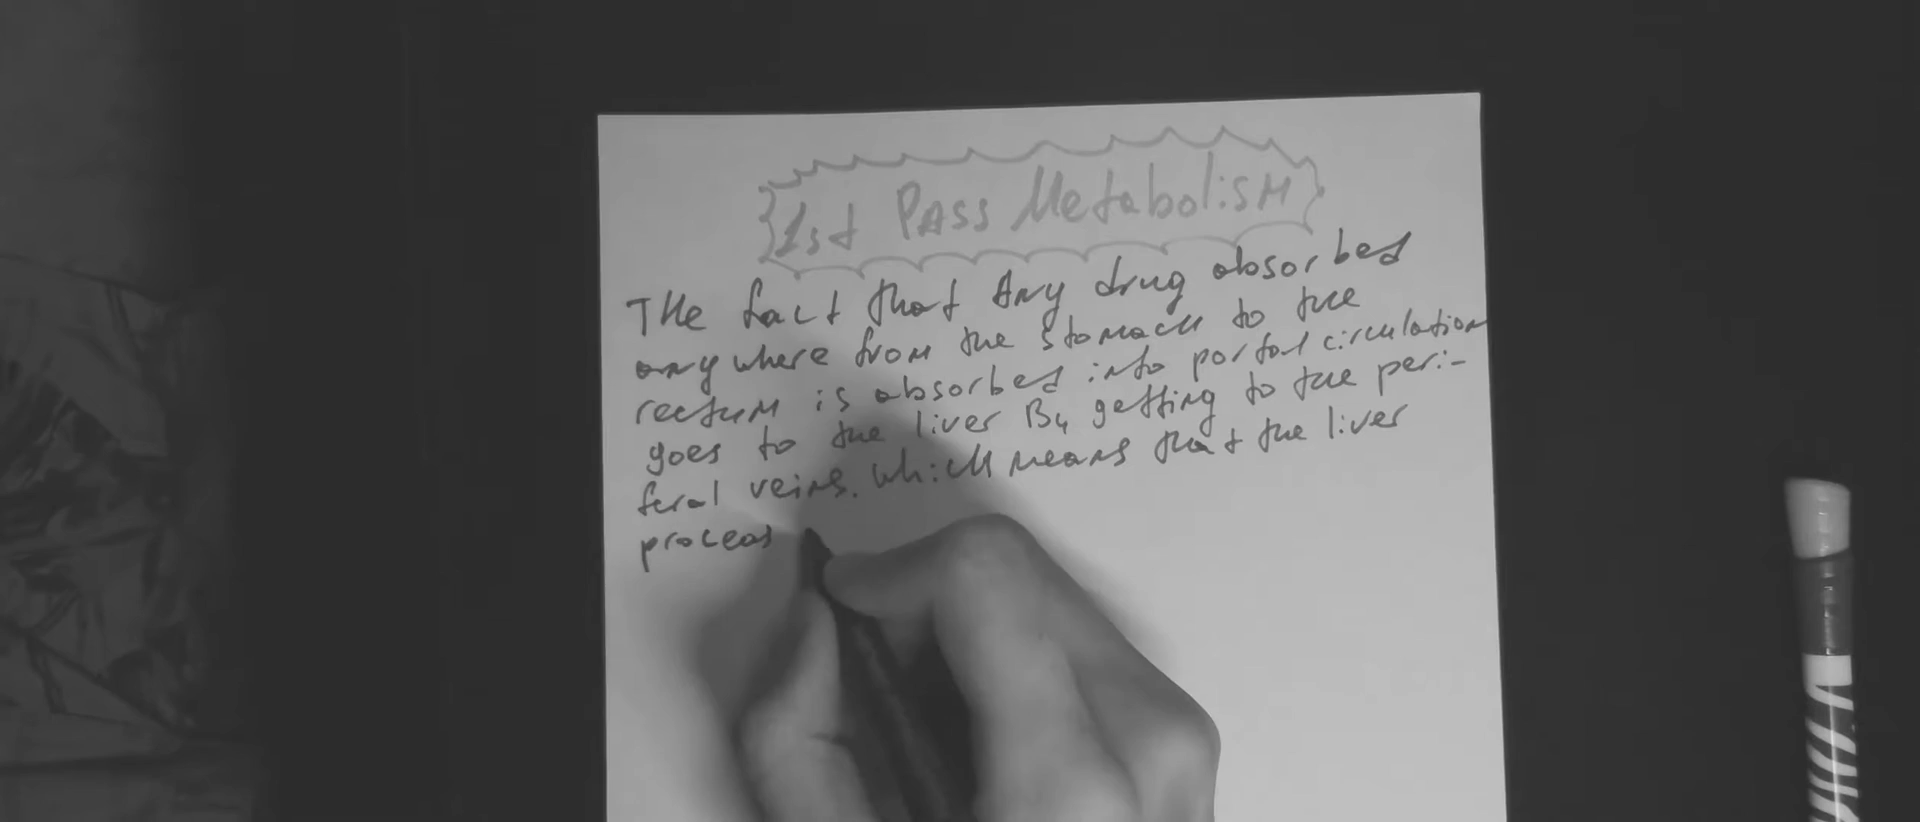 1st PASS MetabolisM
THe fact that Any drug absorbed
anywhere from the stomach to the
rectum is absorbed into portal circulation
goes to the liver By getting to the peri-
feral veins. which means that the liver
process